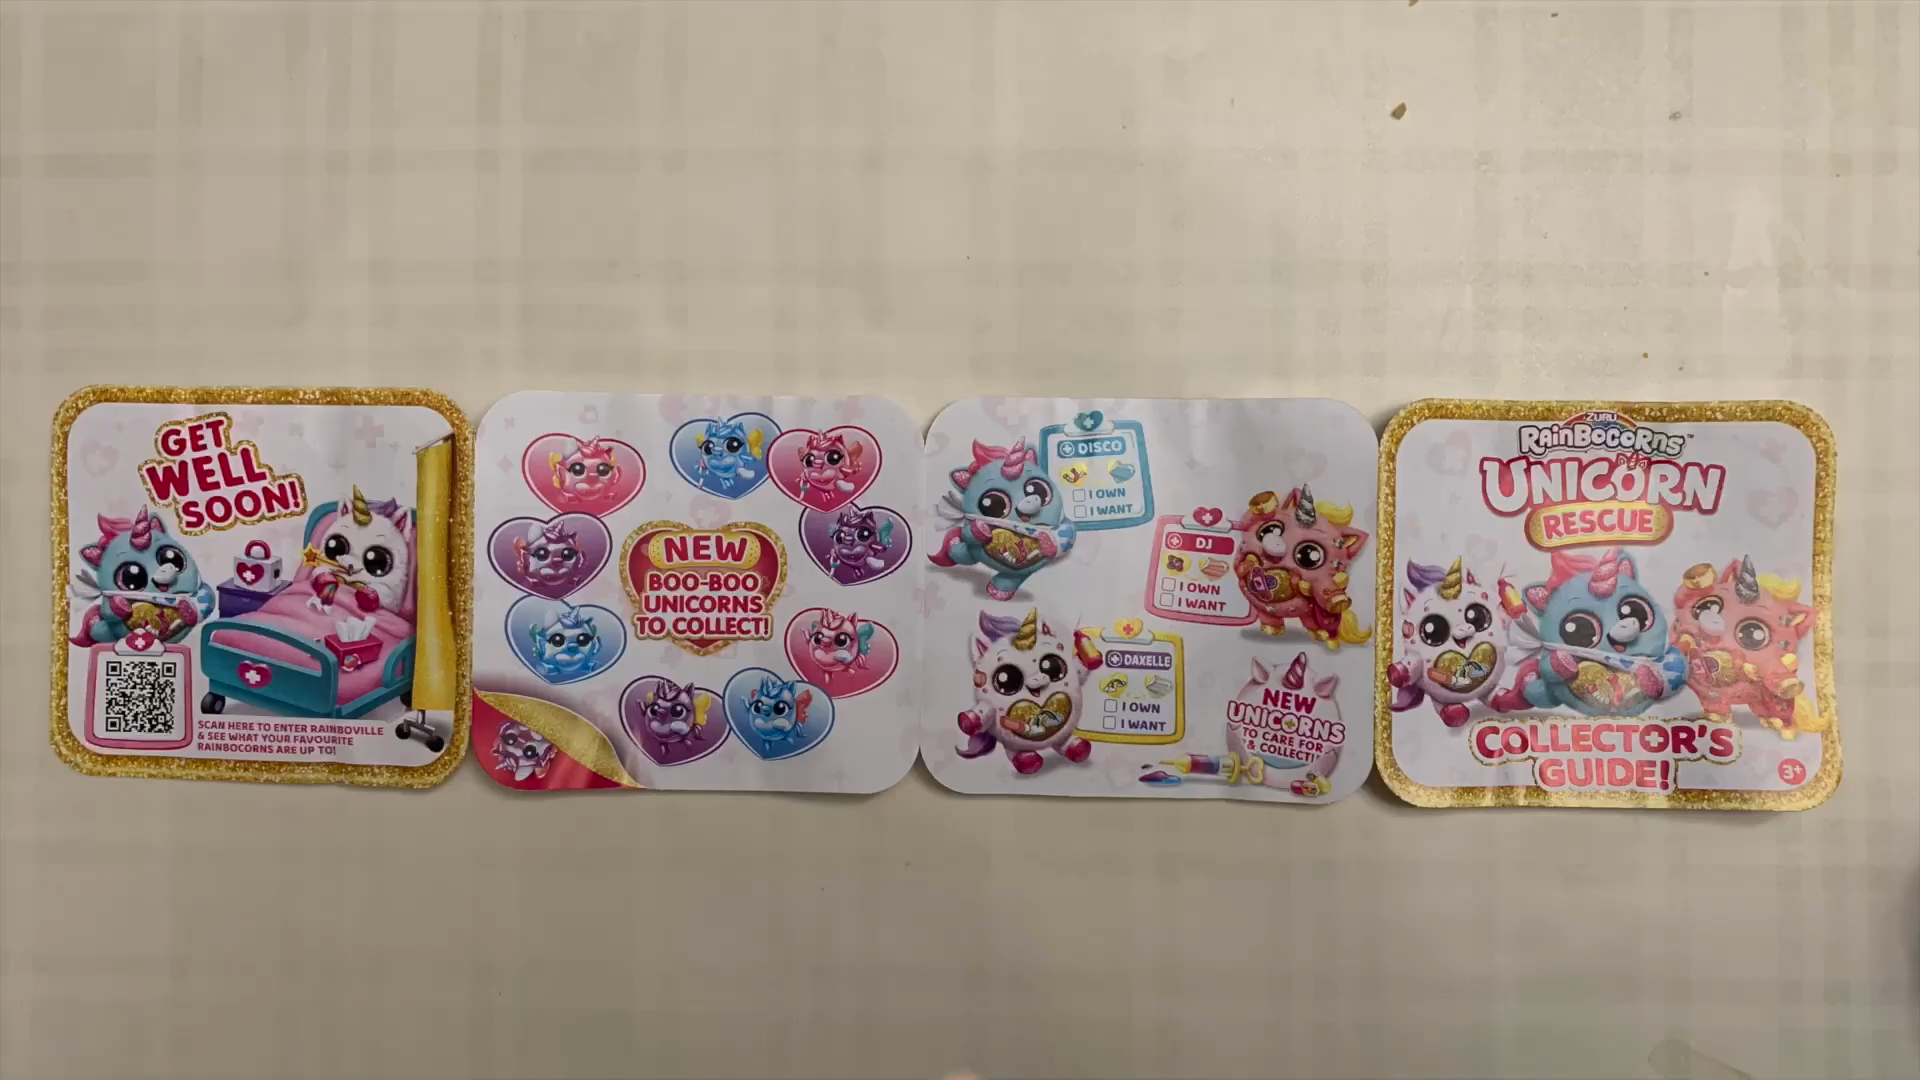 GET
WELL
SOON!
SCAN HERE TO ENTER RAINBOVILLE
& SEE WHAT YOUR FAVOURITE
RAINBOCORNS ARE UP TO!
NEW
BOO-BOO
UNICORNS
TO COLLECT!
DISCO
I OWN
I WANT
DJ
I OWN
I WANT
DAXELLE
I OWN
I WANT
NEW
UNICORNS
TO CARE FOR
& COLLECT!
ZURU
RAINBOCORNS™
UNICORN
RESCUE
COLLECTOR'S
GUIDE!
3+